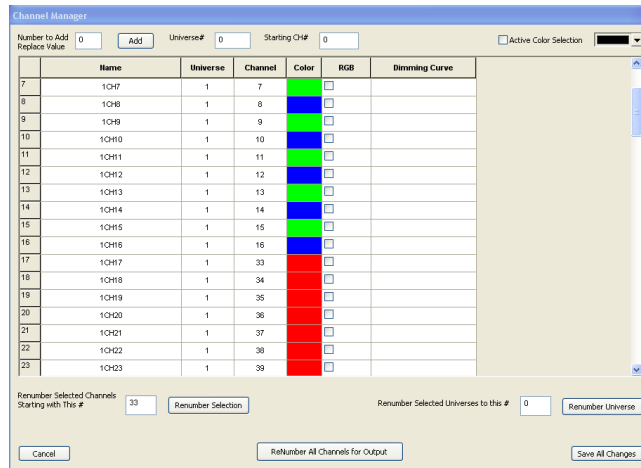 Channel Manager
Number to Add
Replace Value 0 Add Universe# 0 Starting CH# 0 Active Color Selection
Name Universe Channel Color RGB Dimming Curve
7 1CH7 1 7
8 1CH8 1 8
9 1CH9 1 9
10 1CH10 1 10
11 1CH11 1 11
12 1CH12 1 12
13 1CH13 1 13
14 1CH14 1 14
15 1CH15 1 15
16 1CH16 1 16
17 1CH17 1 33
18 1CH18 1 34
19 1CH19 1 35
20 1CH20 1 36
21 1CH21 1 37
22 1CH22 1 38
23 1CH23 1 39
Renumber Selected Channels
Starting with This # 33 Renumber Selection Renumber Selected Universes to this # 0 Renumber Universe
Cancel ReNumber All Channels for Output Save All Changes